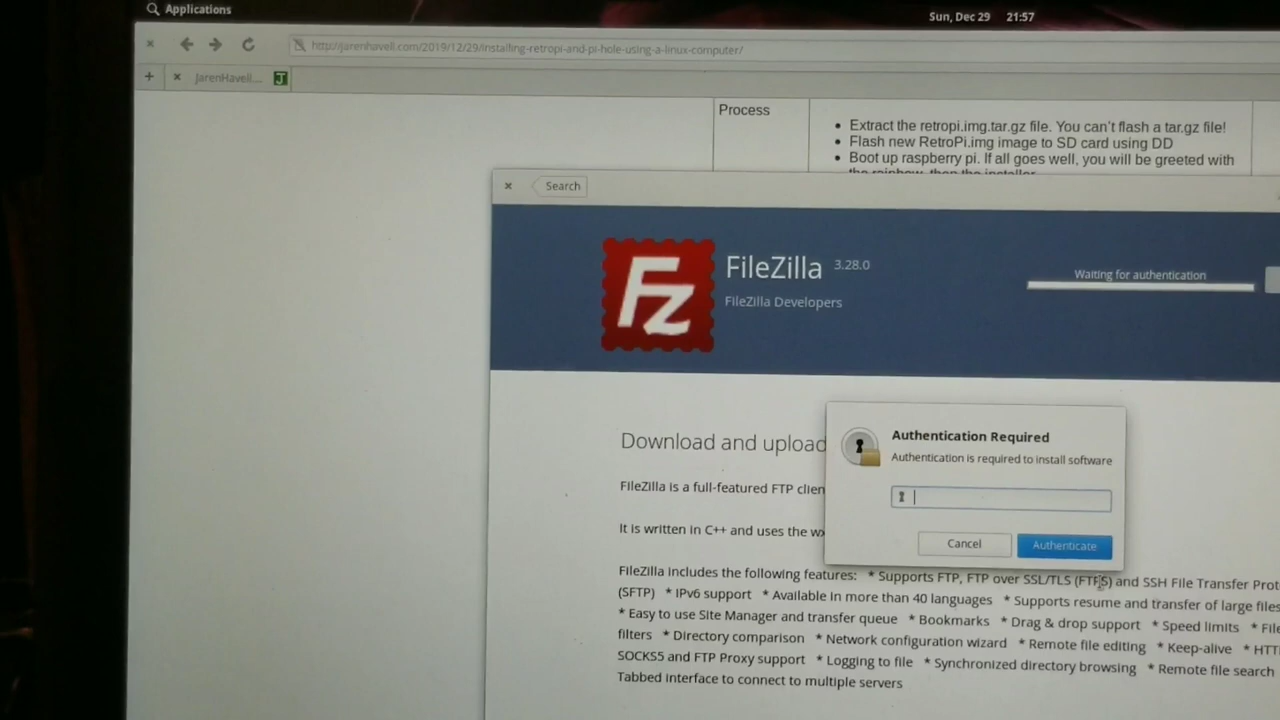 Applications
Sun, Dec 29 21:57
http://jarenhavell.com/2019/12/29/installing-retropi-and-pi-hole-using-a-linux-computer/
JarenHavell....
J
Process
• Extract the retropi.img.tar.gz file. You can't flash a tar.gz file!
• Flash new RetroPi.img image to SD card using DD
• Boot up raspberry pi. If all goes well, you will be greeted with
the rainbow, then the installer
Search
FZ
FileZilla 3.28.0
FileZilla Developers
Waiting for authentication
Download and upload
FileZilla is a full-featured FTP clien
It is written in C++ and uses the wx
Authentication Required
Authentication is required to install software
Cancel
Authenticate
FileZilla includes the following features: * Supports FTP, FTP over SSL/TLS (FTPS) and SSH File Transfer Prot
(SFTP) * IPv6 support * Available in more than 40 languages * Supports resume and transfer of large files
* Easy to use Site Manager and transfer queue * Bookmarks * Drag & drop support * Speed limits * File
filters * Directory comparison * Network configuration wizard * Remote file editing * Keep-alive * HTT
SOCKS5 and FTP Proxy support * Logging to file * Synchronized directory browsing * Remote file search
Tabbed interface to connect to multiple servers